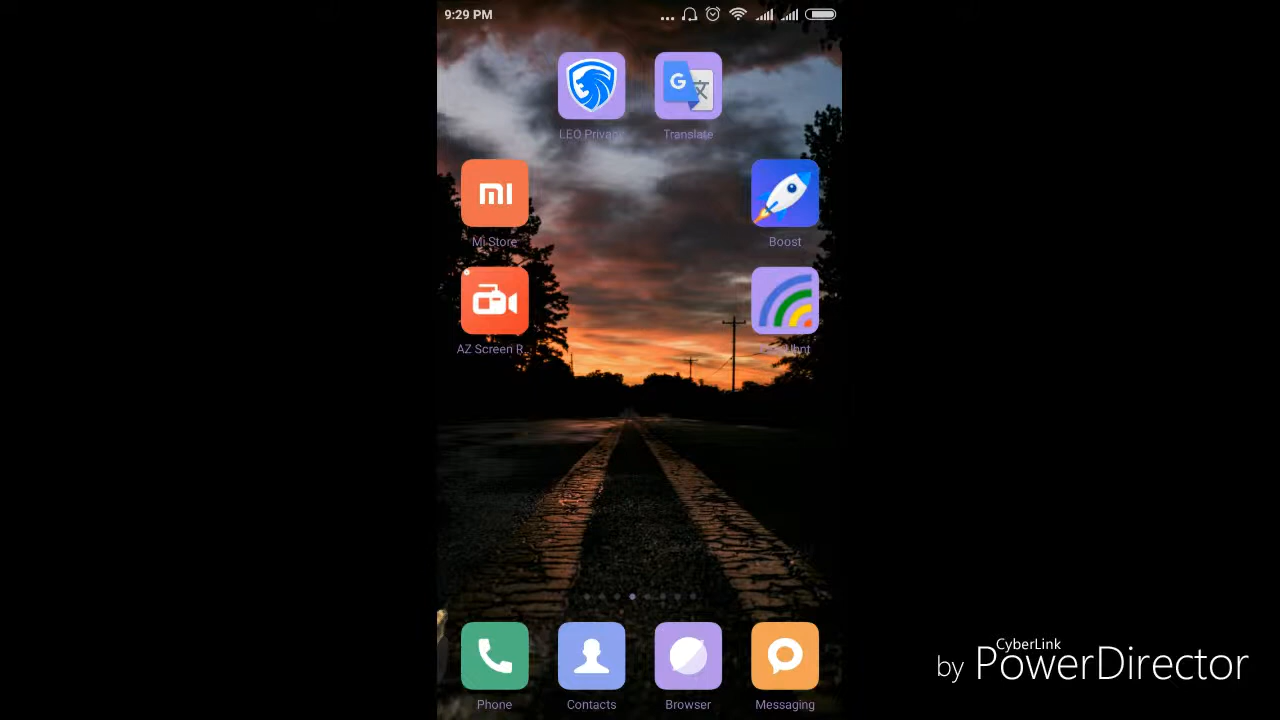 9:29 PM
LEO Privac
Translate
Mi Store
Boost
AZ Screen R..
Phone
Contacts
Browser
Messaging
CyberLink
by PowerDirector